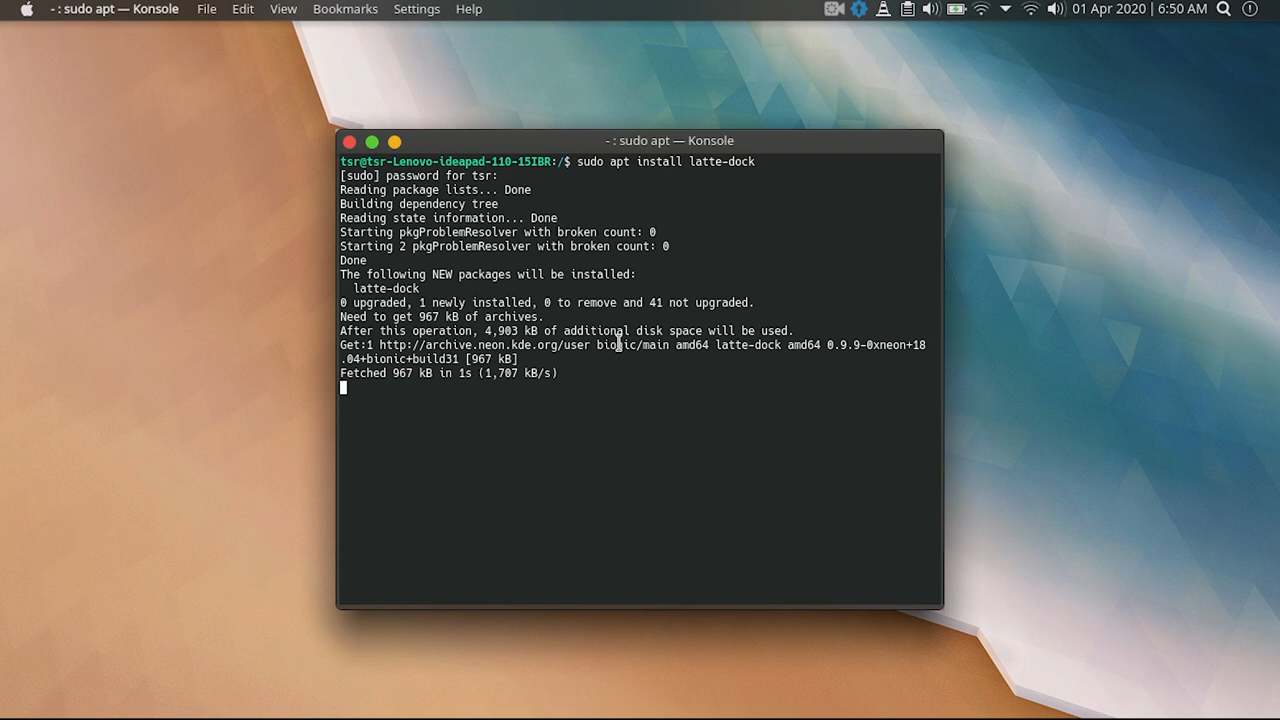 - : sudo apt — Konsole File Edit View Bookmarks Settings Help 01 Apr 2020 | 6:50 AM
- : sudo apt — Konsole
tsr@tsr-Lenovo-ideapad-110-15IBR:/$ sudo apt install latte-dock
[sudo] password for tsr:
Reading package lists... Done
Building dependency tree
Reading state information... Done
Starting pkgProblemResolver with broken count: 0
Starting 2 pkgProblemResolver with broken count: 0
Done
The following NEW packages will be installed:
  latte-dock
0 upgraded, 1 newly installed, 0 to remove and 41 not upgraded.
Need to get 967 kB of archives.
After this operation, 4,903 kB of additional disk space will be used.
Get:1 http://archive.neon.kde.org/user bionic/main amd64 latte-dock amd64 0.9.9-0xneon+18
.04+bionic+build31 [967 kB]
Fetched 967 kB in 1s (1,707 kB/s)